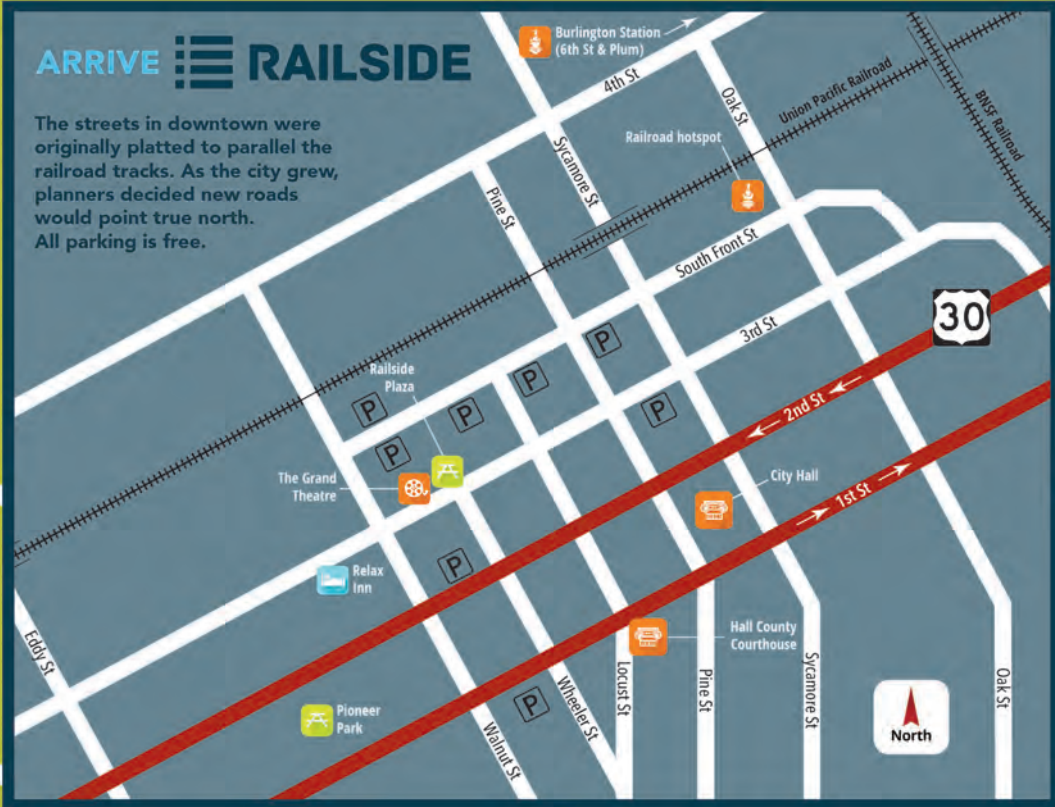 ARRIVE RAILSIDE
The streets in downtown were
originally platted to parallel the
railroad tracks. As the city grew,
planners decided new roads
would point true north.
All parking is free.
Burlington Station
(6th St & Plum)
4th St
Oak St
Union Pacific Railroad
BNSF Railroad
Railroad hotspot
Sycamore St
Pine St
South Front St
30
3rd St
P
Railside
Plaza
P
P
P
P
P
2nd St
P
The Grand
Theatre
City Hall
1st St
P
Relax
Inn
Hall County
Courthouse
Eddy St
Locust St
Pine St
Sycamore St
Oak St
Wheeler St
P
Pioneer
Park
Walnut St
North